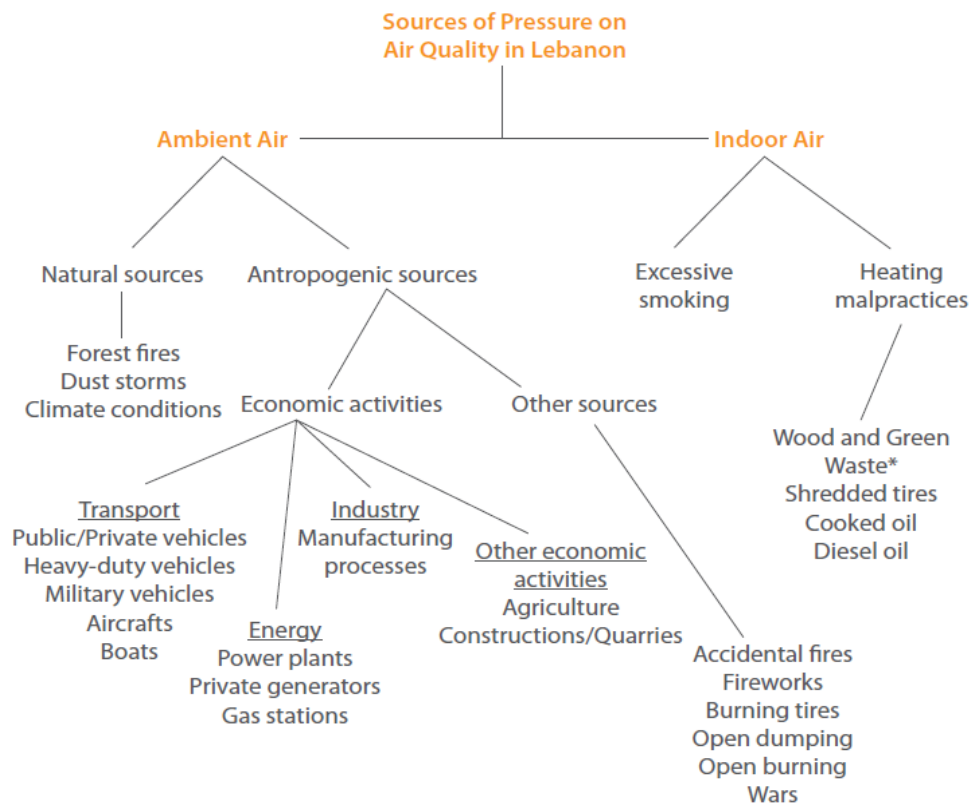 Sources of Pressure on
Air Quality in Lebanon
Ambient Air
Indoor Air
Natural sources
Antropogenic sources
Excessive
smoking
Heating
malpractices
Forest fires
Dust storms
Climate conditions
Economic activities
Other sources
Wood and Green
Waste*
Shredded tires
Cooked oil
Diesel oil
Transport
Public/Private vehicles
Heavy-duty vehicles
Military vehicles
Aircrafts
Boats
Energy
Power plants
Private generators
Gas stations
Industry
Manufacturing
processes
Other economic
activities
Agriculture
Constructions/Quarries
Accidental fires
Fireworks
Burning tires
Open dumping
Open burning
Wars